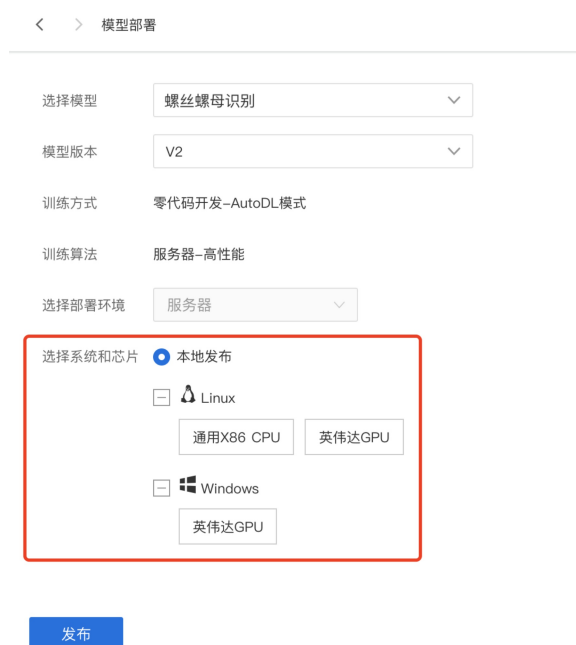 模型部署
选择模型 螺丝螺母识别
模型版本 V2
训练方式 零代码开发–AutoDL模式
训练算法 服务器–高性能
选择部署环境 服务器
选择系统和芯片 本地发布
Linux
通用X86 CPU 英伟达GPU
Windows
英伟达GPU
发布